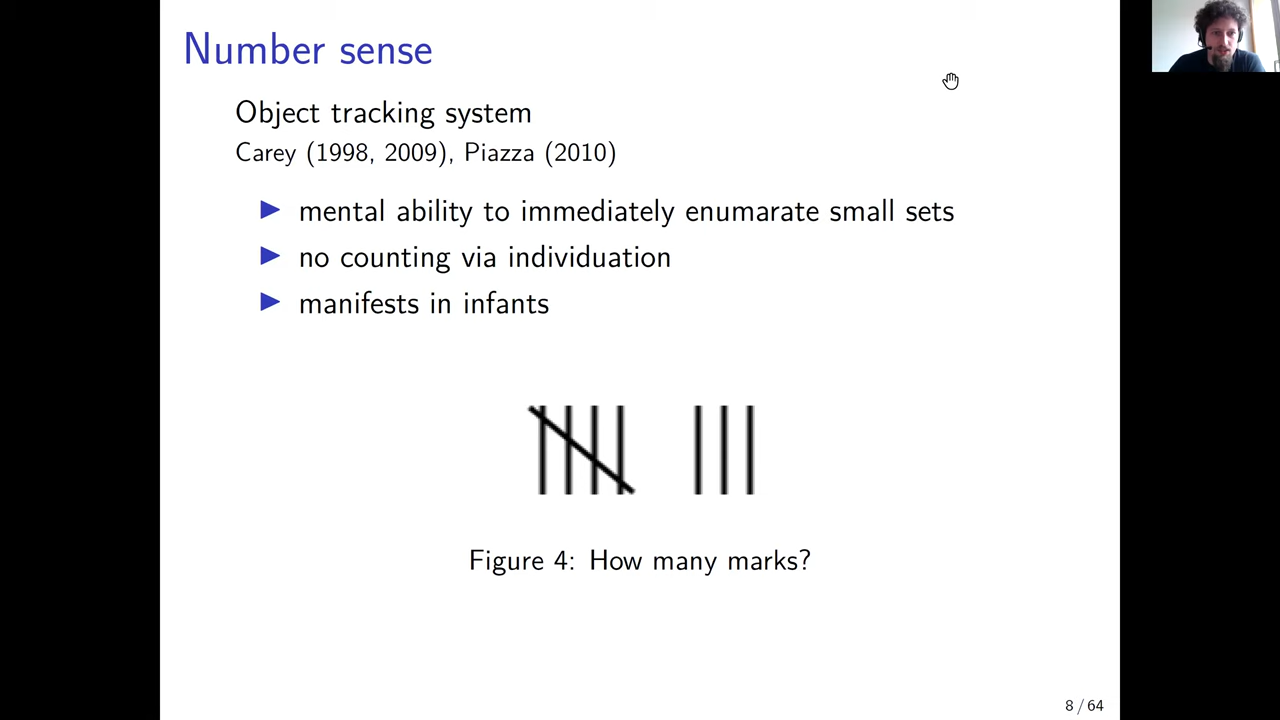 Number sense
Object tracking system
Carey (1998, 2009), Piazza (2010)
▶ mental ability to immediately enumarate small sets
▶ no counting via individuation
▶ manifests in infants
Figure 4: How many marks?
8 / 64